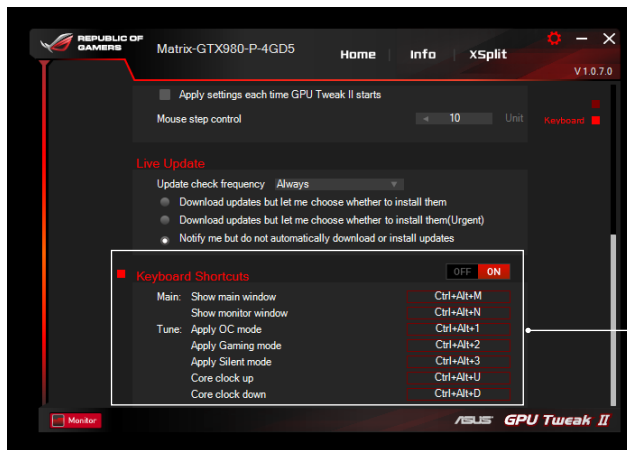 REPUBLIC OF
GAMERS
Matrix-GTX980-P-4GD5
Home
Info
XSplit
V 1.0.7.0
Apply settings each time GPU Tweak II starts
Mouse step control
10
Unit
Keyboard
Live Update
Update check frequency Always
Download updates but let me choose whether to install them
Download updates but let me choose whether to install them(Urgent)
Notify me but do not automatically download or install updates
Keyboard Shortcuts
OFF ON
Main: Show main window Ctrl+Alt+M
Show monitor window Ctrl+Alt+N
Tune: Apply OC mode Ctrl+Alt+1
Apply Gaming mode Ctrl+Alt+2
Apply Silent mode Ctrl+Alt+3
Core clock up Ctrl+Alt+U
Core clock down Ctrl+Alt+D
Monitor
ASUS GPU Tweak II